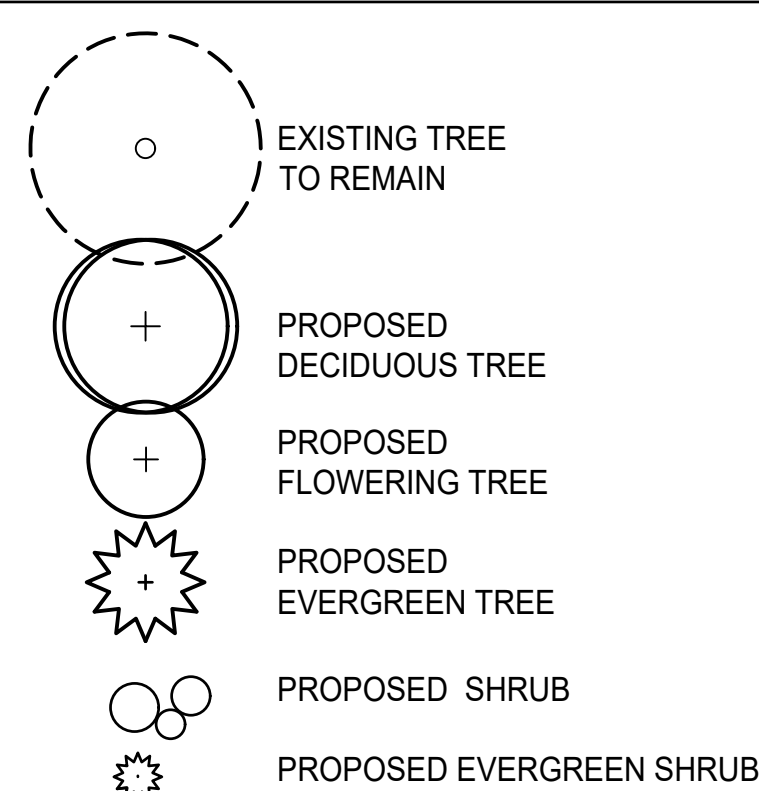 EXISTING TREE
TO REMAIN
PROPOSED
DECIDUOUS TREE
PROPOSED
FLOWERING TREE
PROPOSED
EVERGREEN TREE
PROPOSED SHRUB
PROPOSED EVERGREEN SHRUB